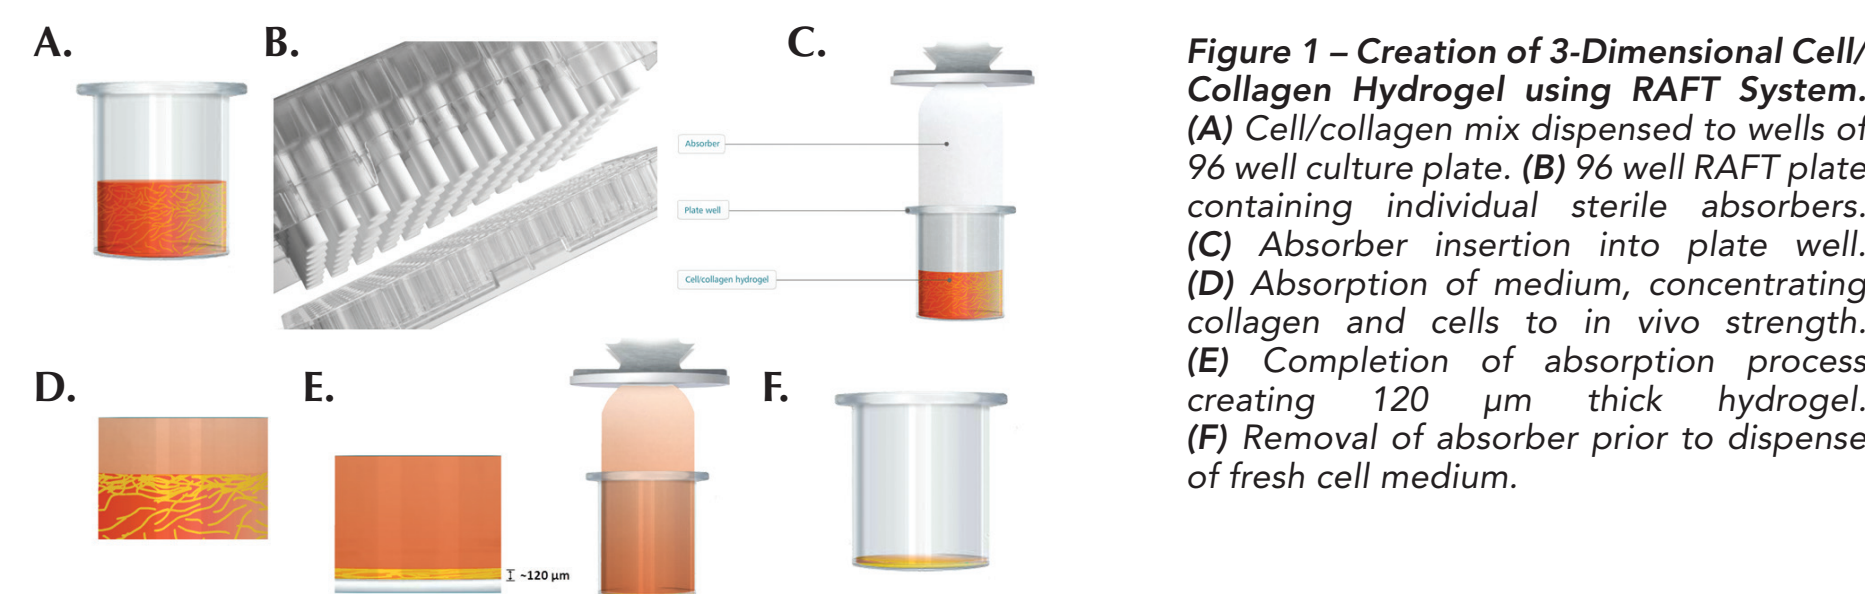 A.
B.
C.
Absorber
Plate well
Cell/collagen hydrogel
D.
E.
~120 µm
F.
Figure 1 – Creation of 3-Dimensional Cell/
Collagen Hydrogel using RAFT System.
(A) Cell/collagen mix dispensed to wells of
96 well culture plate. (B) 96 well RAFT plate
containing individual sterile absorbers.
(C) Absorber insertion into plate well.
(D) Absorption of medium, concentrating
collagen and cells to in vivo strength.
(E) Completion of absorption process
creating 120 µm thick hydrogel.
(F) Removal of absorber prior to dispense
of fresh cell medium.